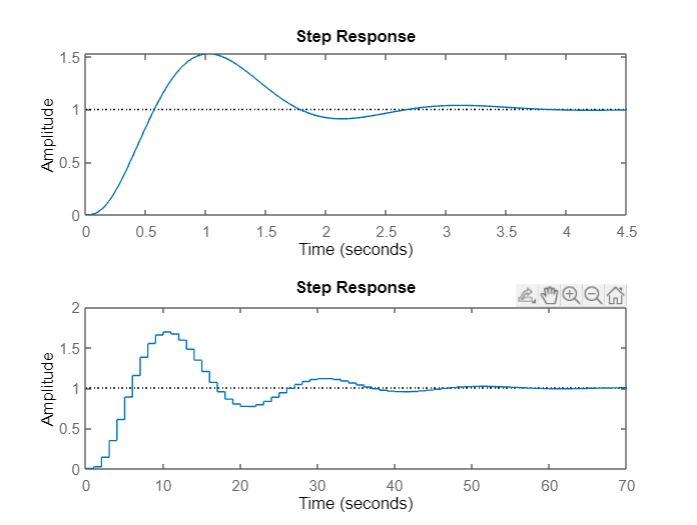 Step Response
1.5
1
0.5
0
Amplitude
0 0.5 1 1.5 2 2.5 3 3.5 4 4.5
Time (seconds)
Step Response
2
1.5
1
0.5
0
Amplitude
0 10 20 30 40 50 60 70
Time (seconds)